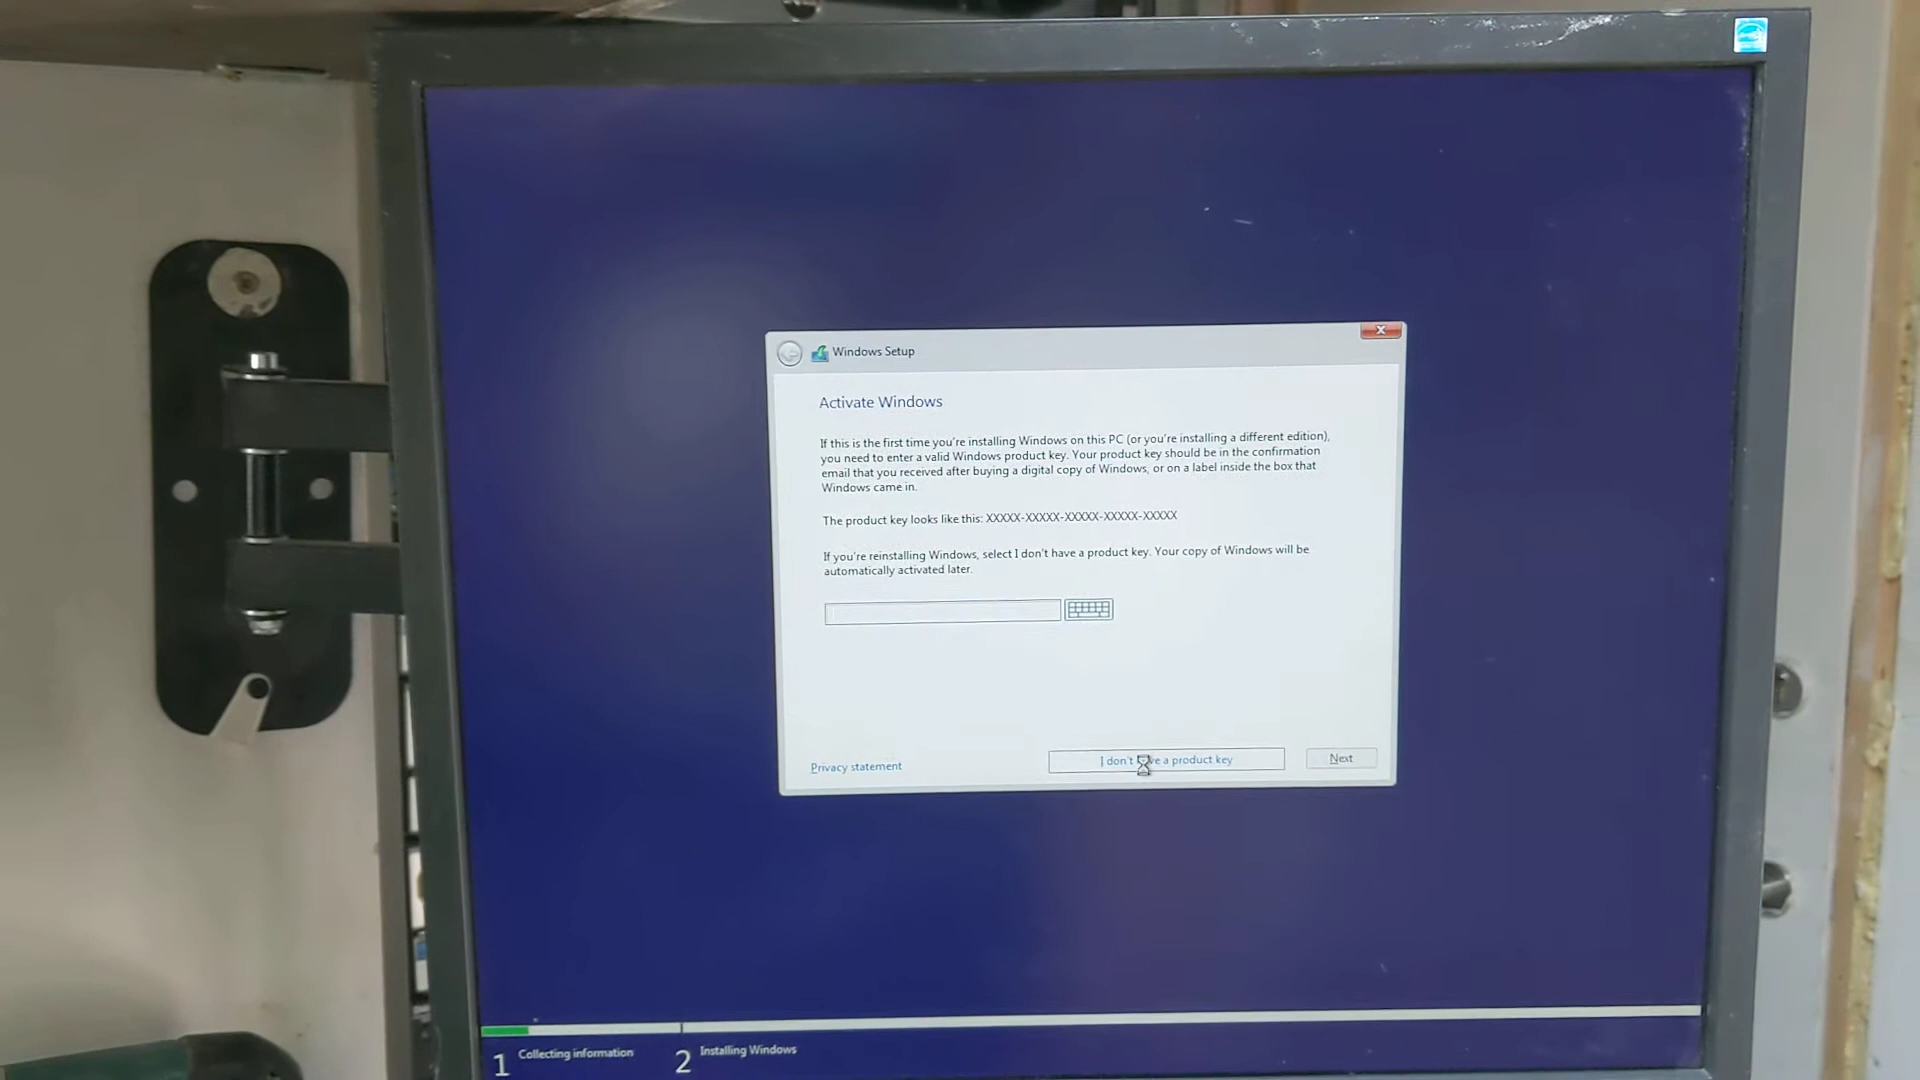 Windows Setup
Activate Windows
If this is the first time you're installing Windows on this PC (or you're installing a different edition),
you need to enter a valid Windows product key. Your product key should be in the confirmation
email that you received after buying a digital copy of Windows, or on a label inside the box that
Windows came in.
The product key looks like this: XXXXX-XXXXX-XXXXX-XXXXX-XXXXX
If you're reinstalling Windows, select I don't have a product key. Your copy of Windows will be
automatically activated later.
Privacy statement
I don't have a product key
Next
1 Collecting information
2 Installing Windows